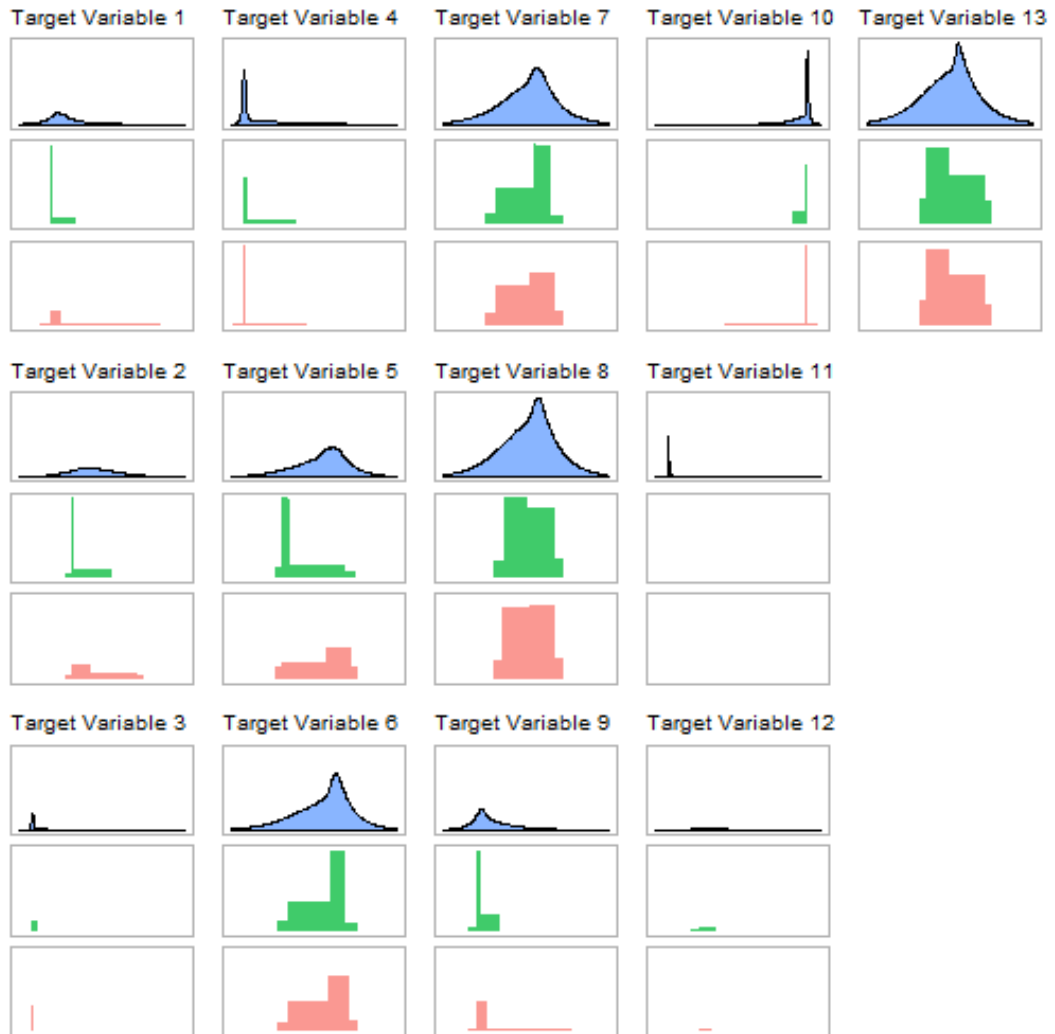 Target Variable 1
Target Variable 4
Target Variable 7
Target Variable 10
Target Variable 13
Target Variable 2
Target Variable 5
Target Variable 8
Target Variable 11
Target Variable 3
Target Variable 6
Target Variable 9
Target Variable 12